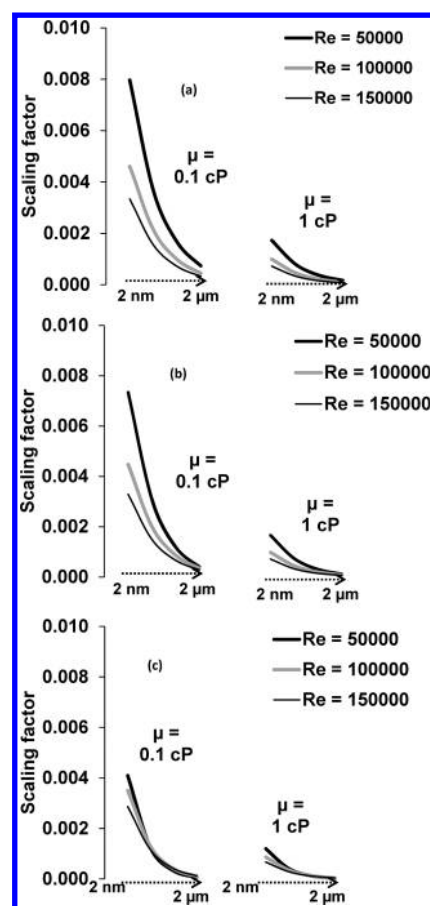 0.010
0.008
0.006
0.004
0.002
0.000
Scaling factor
(a)
Re = 50000
Re = 100000
Re = 150000
μ =
0.1 cP
μ =
1 cP
2 nm
2 μm
2 nm
2 μm
0.010
0.008
0.006
0.004
0.002
0.000
Scaling factor
(b)
Re = 50000
Re = 100000
Re = 150000
μ =
0.1 cP
μ =
1 cP
2 nm
2 μm
2 nm
2 μm
0.010
0.008
0.006
0.004
0.002
0.000
Scaling factor
(c)
Re = 50000
Re = 100000
Re = 150000
μ =
0.1 cP
μ =
1 cP
2 nm
2 μm
2 nm
2 μm